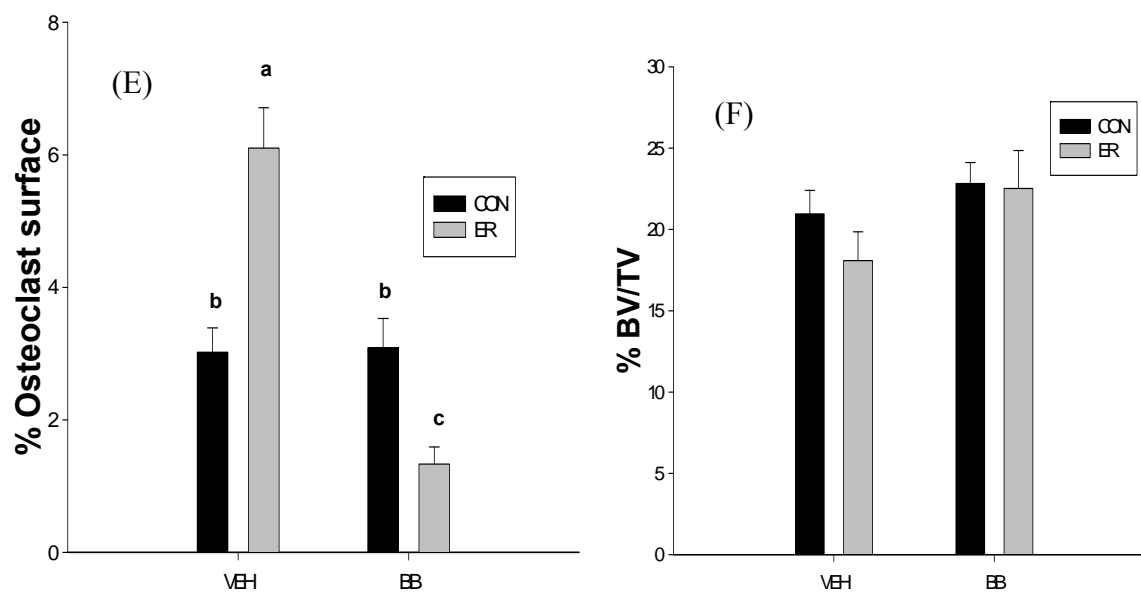 8
6
4
2
0
% Osteoclast surface
(E)
a
b
b
c
CON
ER
VEH
BB
30
25
20
15
10
5
0
% BV/TV
(F)
CON
ER
VEH
BB